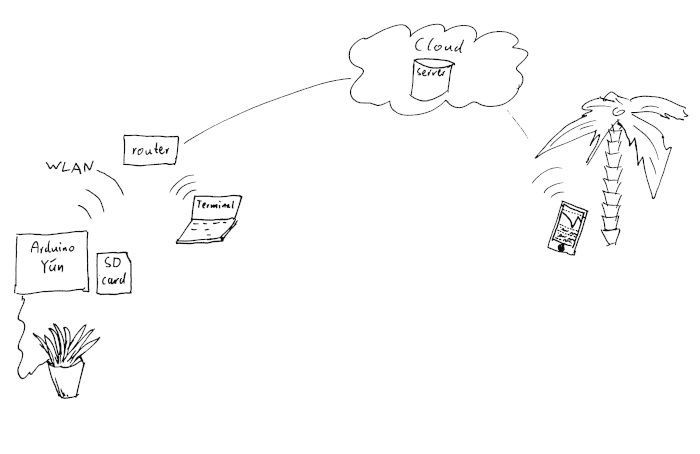 Cloud
Server
router
WLAN
Terminal
Arduino
Yún
SD
card